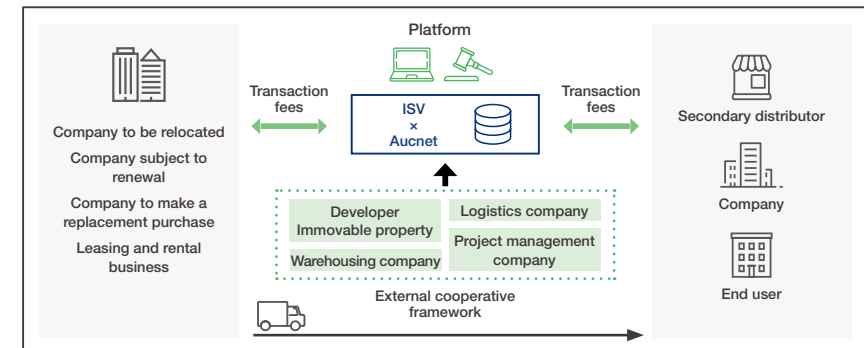 Platform
Transaction
fees
Transaction
fees
ISV
×
Aucnet
Company to be relocated
Company subject to
renewal
Company to make a
replacement purchase
Leasing and rental
business
Developer
Immovable property
Warehousing company
Logistics company
Project management
company
External cooperative
framework
Secondary distributor
Company
End user